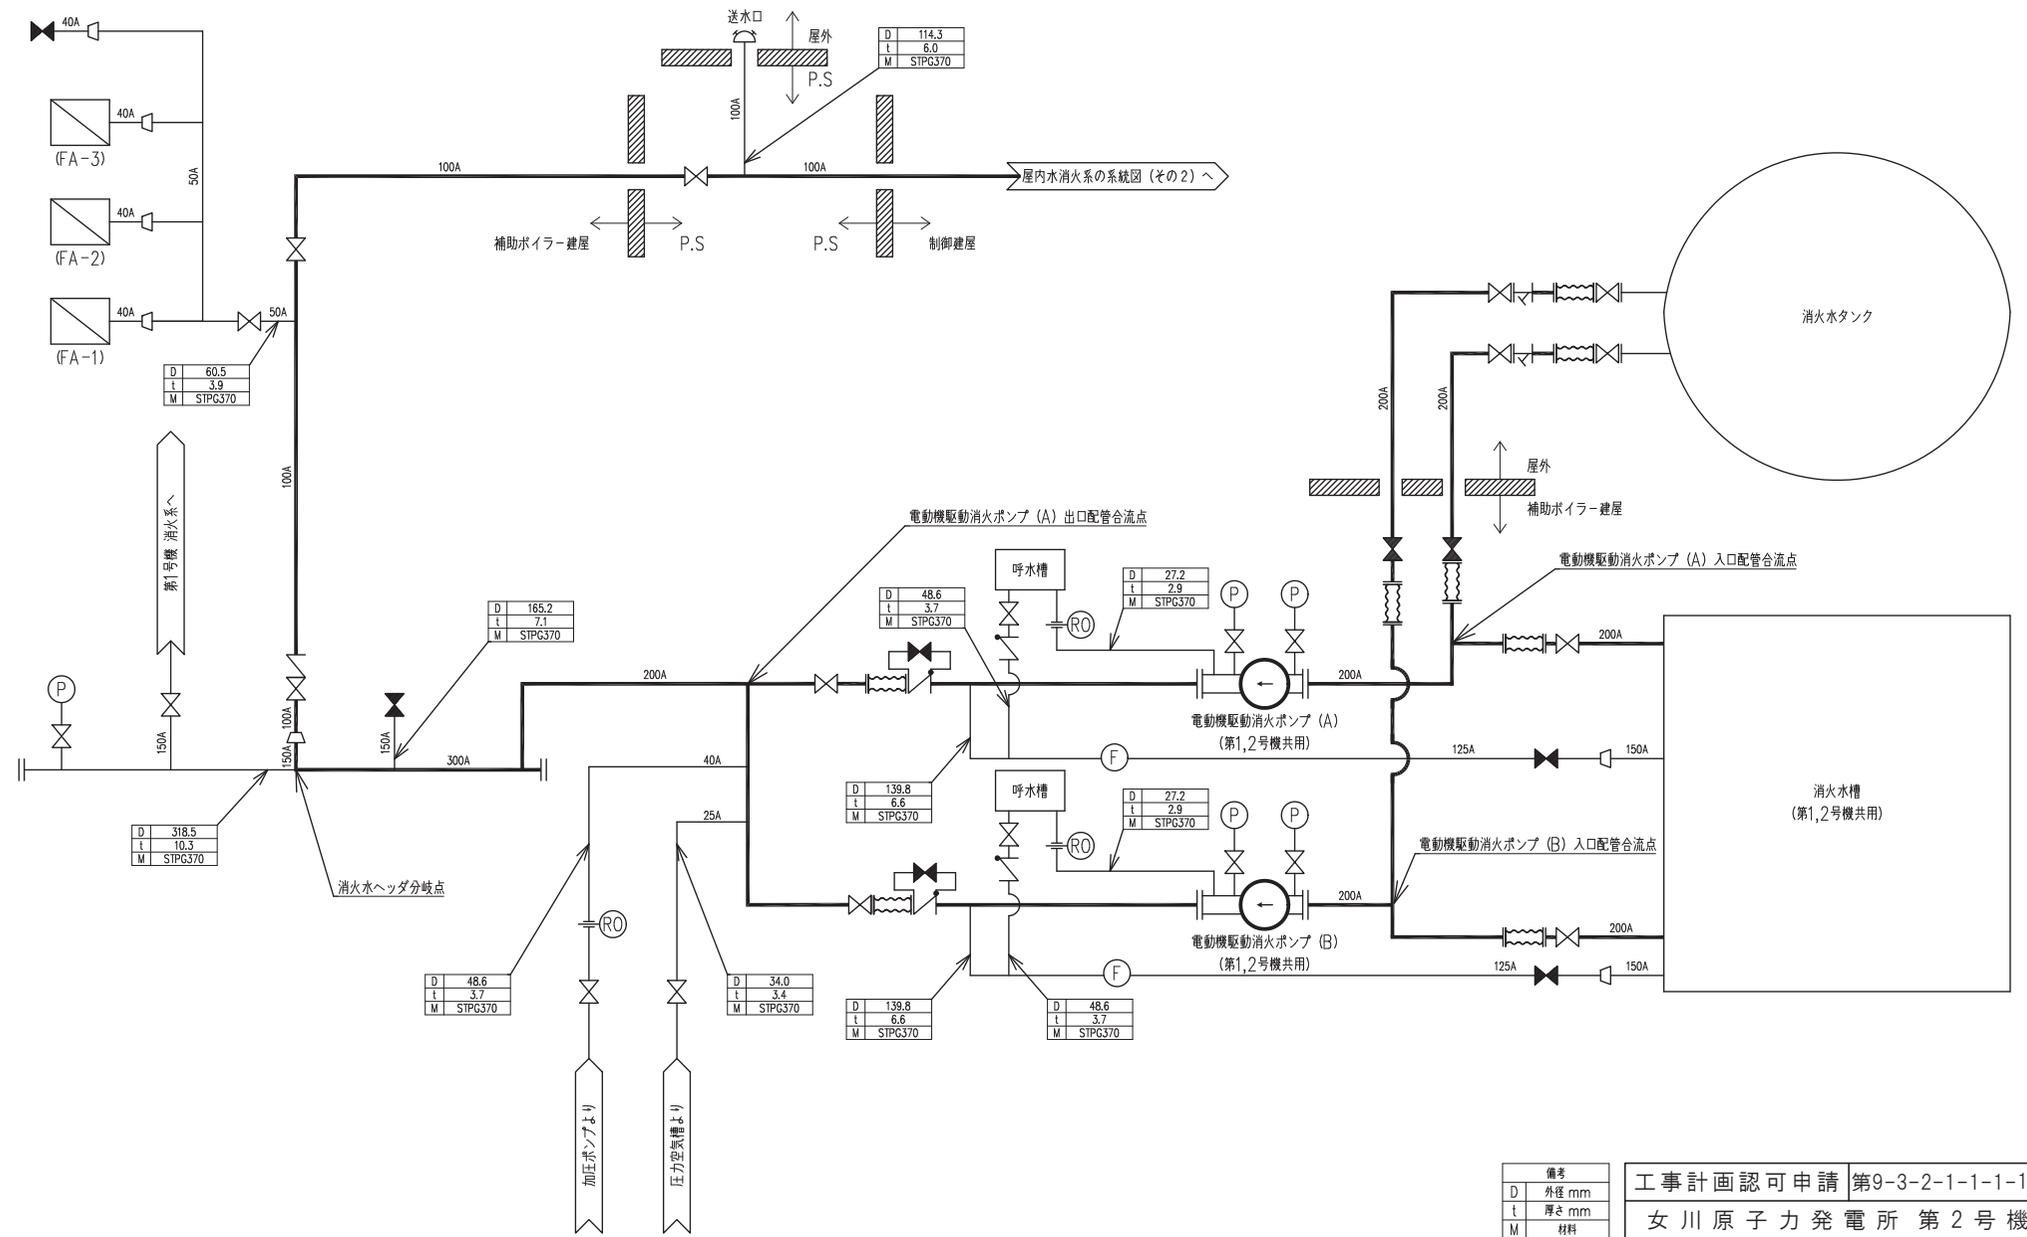 40A
送水口
屋外
P.S
D 114.3
t 6.0
M STPG370
100A
40A
(FA-3)
50A
40A
(FA-2)
40A
(FA-1)
50A
D 60.5
t 3.9
M STPG370
100A
100A
屋内水消火系の系統図（その２）へ
補助ボイラー建屋
P.S
P.S
制御建屋
消火水タンク
200A
200A
屋外
補助ボイラー建屋
第1号機 消火系へ
100A
電動機駆動消火ポンプ（A）出口配管合流点
電動機駆動消火ポンプ（A）入口配管合流点
呼水槽
D 27.2
t 2.9
M STPG370
D 48.6
t 3.7
M STPG370
D 165.2
t 7.1
M STPG370
P
P
RO
200A
200A
200A
P
150A
100A
150A
150A
300A
電動機駆動消火ポンプ（A）
（第1,2号機共用）
F
125A
150A
40A
D 139.8
t 6.6
M STPG370
呼水槽
D 27.2
t 2.9
M STPG370
消火水槽
（第1,2号機共用）
25A
P
P
RO
D 318.5
t 10.3
M STPG370
消火水ヘッダ分岐点
電動機駆動消火ポンプ（B）入口配管合流点
200A
200A
RO
電動機駆動消火ポンプ（B）
（第1,2号機共用）
F
125A
150A
D 48.6
t 3.7
M STPG370
D 34.0
t 3.4
M STPG370
D 139.8
t 6.6
M STPG370
D 48.6
t 3.7
M STPG370
加圧ポンプより
圧力空気槽より
備考
D 外径 mm
t 厚さ mm
M 材料
工事計画認可申請 第9-3-2-1-1-1-1
女川原子力発電所 第2号機